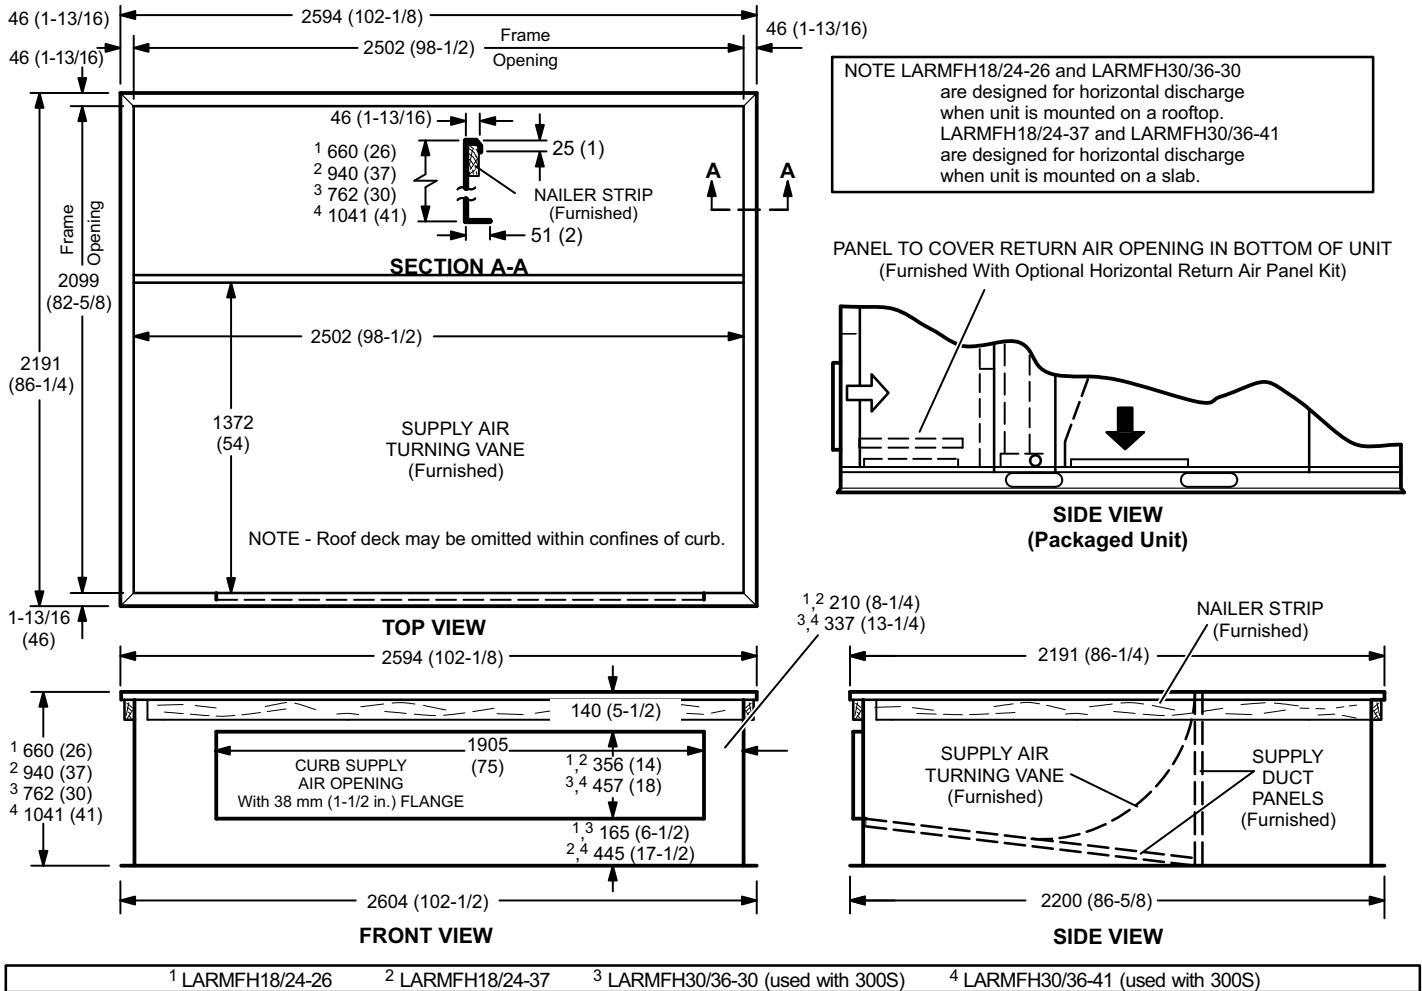 46 (1-13/16)
2594 (102-1/8)
46 (1-13/16)
46 (1-13/16)
2502 (98-1/2)
Frame
Opening
NOTE LARMFH18/24-26 and LARMFH30/36-30
are designed for horizontal discharge
when unit is mounted on a rooftop.
LARMFH18/24-37 and LARMFH30/36-41
are designed for horizontal discharge
when unit is mounted on a slab.
46 (1-13/16)
25 (1)
1 660 (26)
2 940 (37)
3 762 (30)
4 1041 (41)
NAILER STRIP
(Furnished)
51 (2)
SECTION A-A
A
A
Frame
Opening
2099
(82-5/8)
2191
(86-1/4)
PANEL TO COVER RETURN AIR OPENING IN BOTTOM OF UNIT
(Furnished With Optional Horizontal Return Air Panel Kit)
2502 (98-1/2)
1372
(54)
SUPPLY AIR
TURNING VANE
(Furnished)
NOTE - Roof deck may be omitted within confines of curb.
SIDE VIEW
(Packaged Unit)
1-13/16
(46)
TOP VIEW
1,2 210 (8-1/4)
3,4 337 (13-1/4)
NAILER STRIP
(Furnished)
2594 (102-1/8)
140 (5-1/2)
1 660 (26)
2 940 (37)
3 762 (30)
4 1041 (41)
1905
(75)
CURB SUPPLY
AIR OPENING
With 38 mm (1-1/2 in.) FLANGE
1,2 356 (14)
3,4 457 (18)
1,3 165 (6-1/2)
2,4 445 (17-1/2)
2604 (102-1/2)
FRONT VIEW
2191 (86-1/4)
SUPPLY AIR
TURNING VANE
(Furnished)
SUPPLY
DUCT
PANELS
(Furnished)
2200 (86-5/8)
SIDE VIEW
1 LARMFH18/24-26 2 LARMFH18/24-37 3 LARMFH30/36-30 (used with 300S) 4 LARMFH30/36-41 (used with 300S)